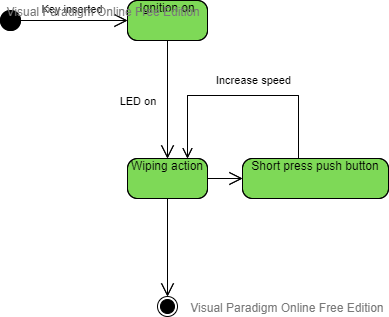 Key inserted
Visual Paradigm Online Free Edition
Ignition on
LED on
Increase speed
Wiping action
Short press push button
Visual Paradigm Online Free Edition